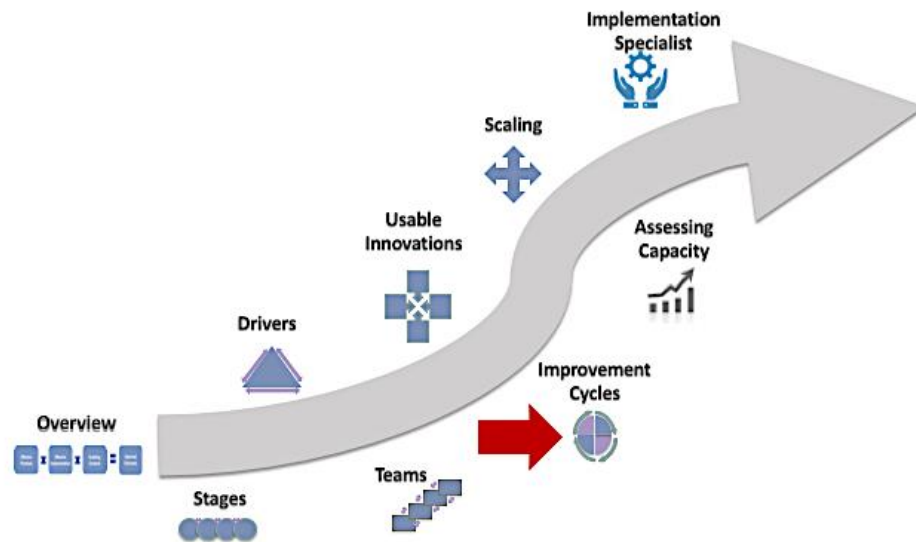 Implementation
Specialist
Scaling
Usable
Innovations
Assessing
Capacity
Drivers
Improvement
Cycles
Overview
Teams
Stages